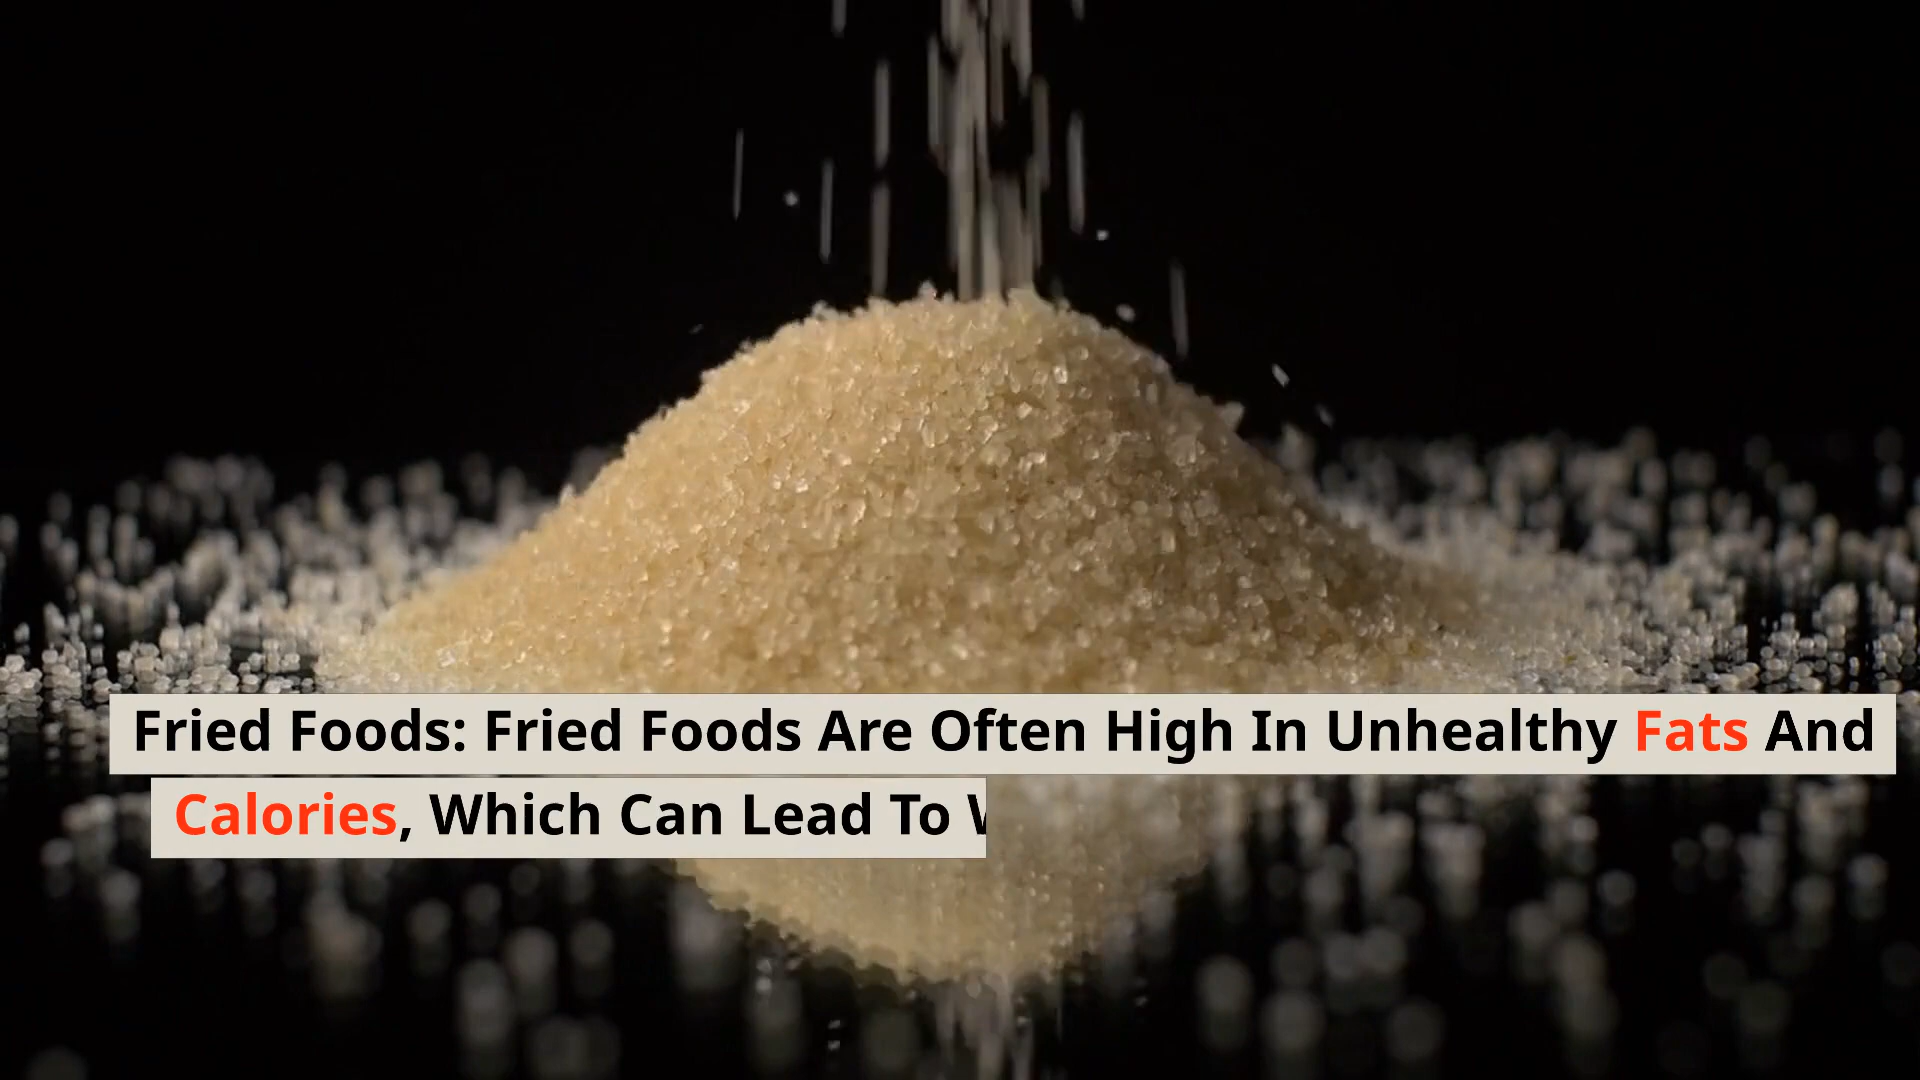 Fried Foods: Fried Foods Are Often High In Unhealthy Fats And
Calories, Which Can Lead To